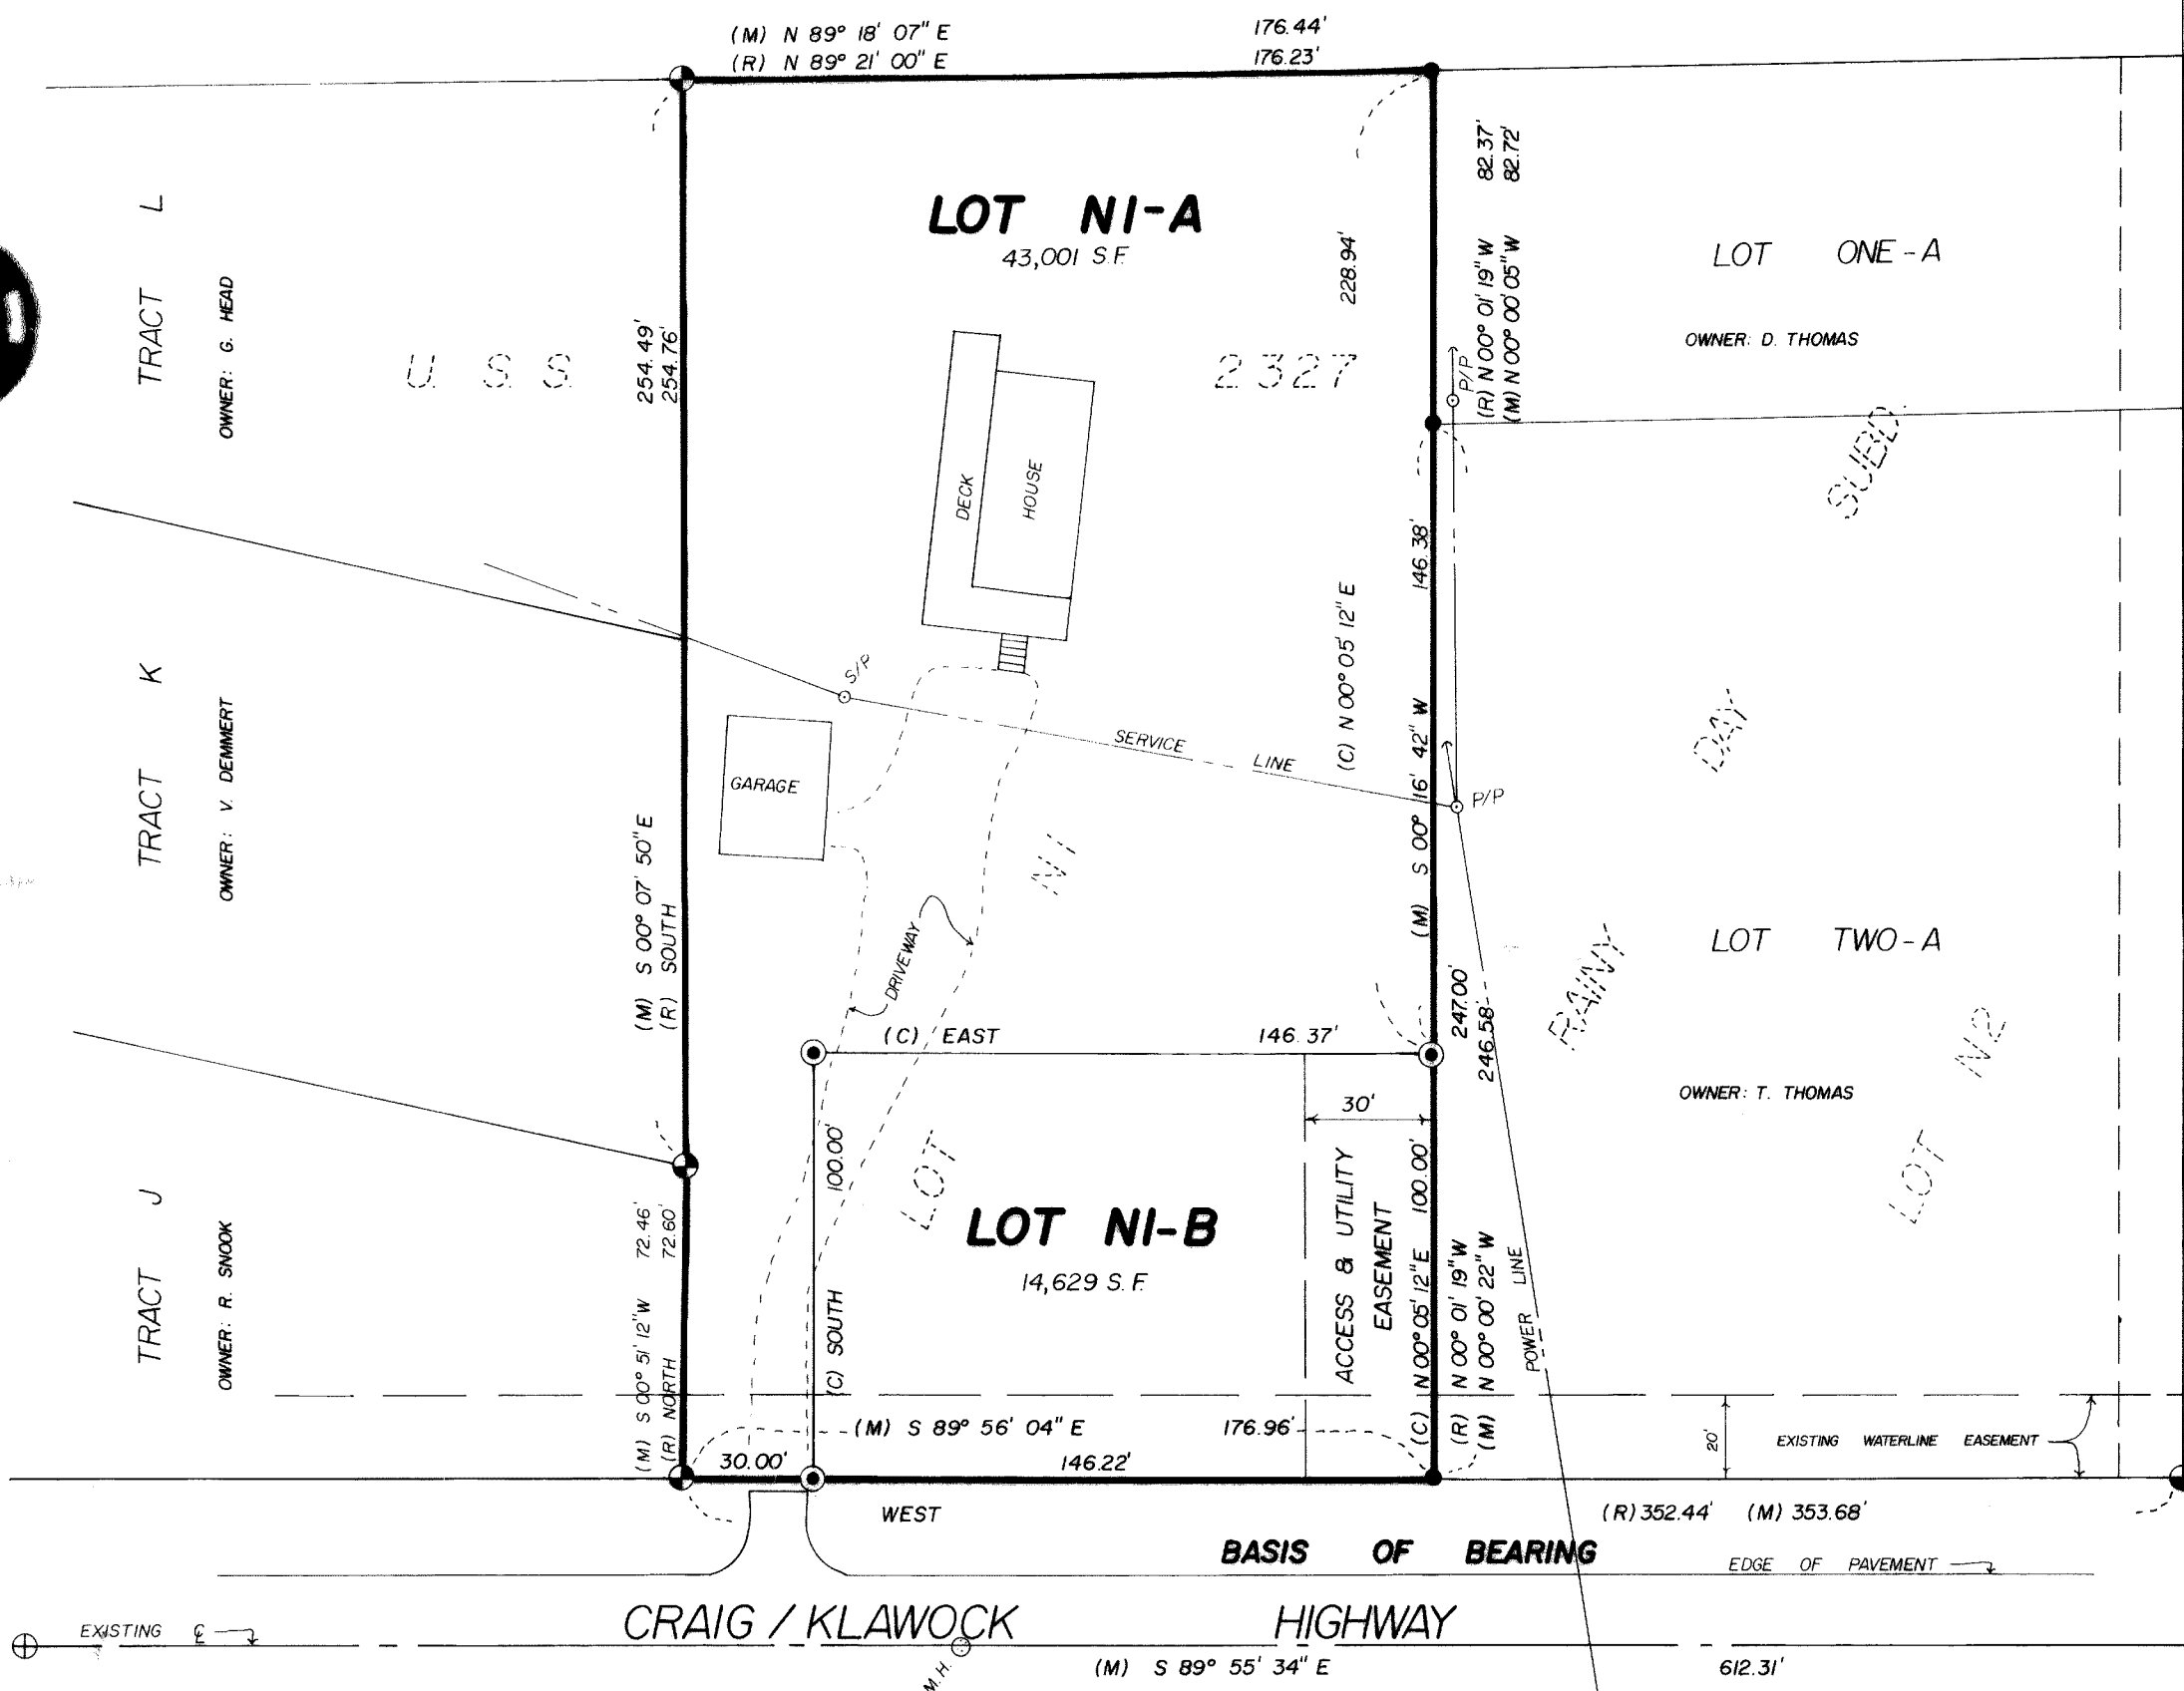 (M) N 89° 18' 07" E 176.44'
(R) N 89° 21' 00" E 176.23'
LOT N1-A
43,001 S.F.
TRACT L
OWNER: G. HEAD
U S S 2327
254.49'
254.76'
228.94'
82.37'
82.72'
(R) N 00° 01' 19" W
(M) N 00° 00' 05" W
P/P
LOT ONE-A
OWNER: D. THOMAS
DECK
HOUSE
146.38'
SUBD.
TRACT K
OWNER: V. DEMMERT
S/P
GARAGE
SERVICE LINE
(C) N 00° 05' 12" E
(M) S 00° 16' 42" W
P/P
BAY
RAINY
N1
LOT
DRIVEWAY
(M) S 00° 07' 50" E
(R) SOUTH
LOT TWO-A
OWNER: T. THOMAS
LOT N2
247.00'
246.58'
(C) EAST 146.37'
30'
100.00'
(C) SOUTH
LOT N1-B
14,629 S.F.
ACCESS & UTILITY
EASEMENT
(C) N 00° 05' 12" E 100.00'
(R) N 00° 01' 19" W
(M) N 00° 00' 22" W
POWER LINE
TRACT J
OWNER: R. SNOOK
72.46'
72.60'
(M) S 00° 51' 12" W
(R) NORTH
(M) S 89° 56' 04" E 176.96'
30.00' 146.22'
20'
EXISTING WATERLINE EASEMENT
WEST
(R) 352.44' (M) 353.68'
BASIS OF BEARING
EDGE OF PAVEMENT
CRAIG / KLAWOCK HIGHWAY
EXISTING ℄
M.H.
(M) S 89° 55' 34" E 612.31'